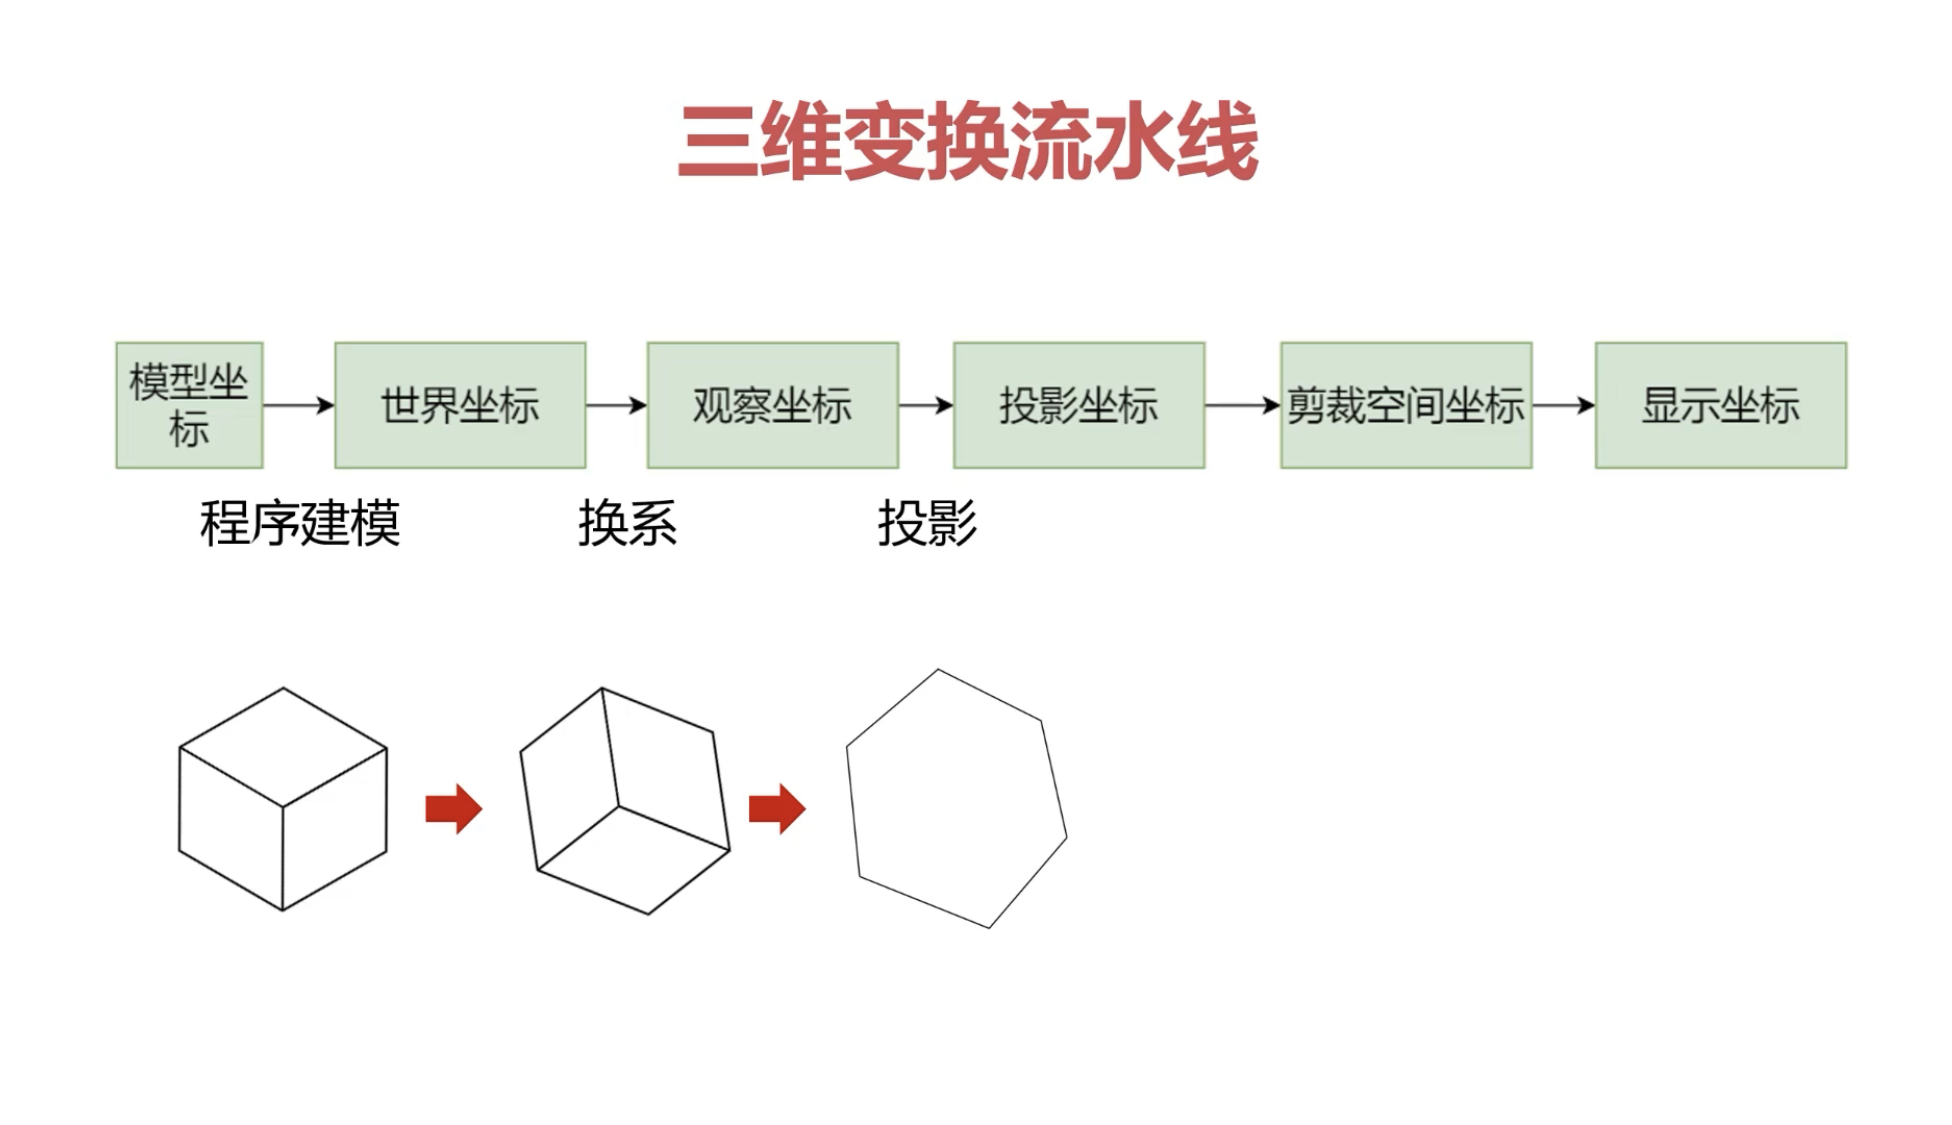 三维变换流水线
模型坐
标
世界坐标
观察坐标
投影坐标
剪裁空间坐标
显示坐标
程序建模
换系
投影